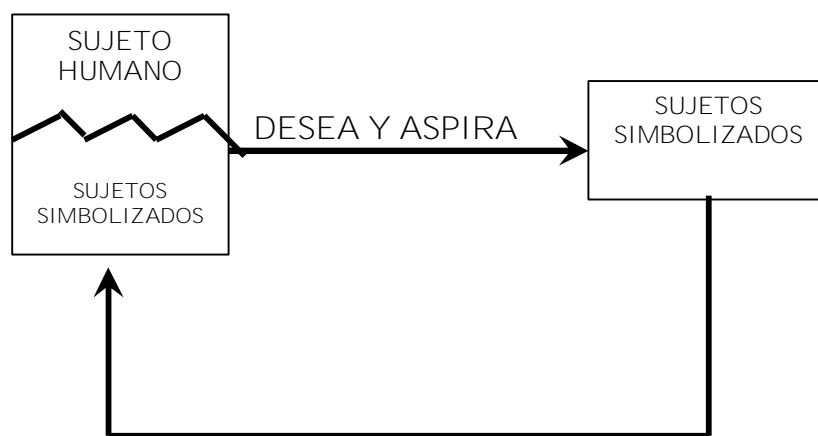 SUJETO
HUMANO
SUJETOS
SIMBOLIZADOS
DESEA Y ASPIRA
SUJETOS
SIMBOLIZADOS